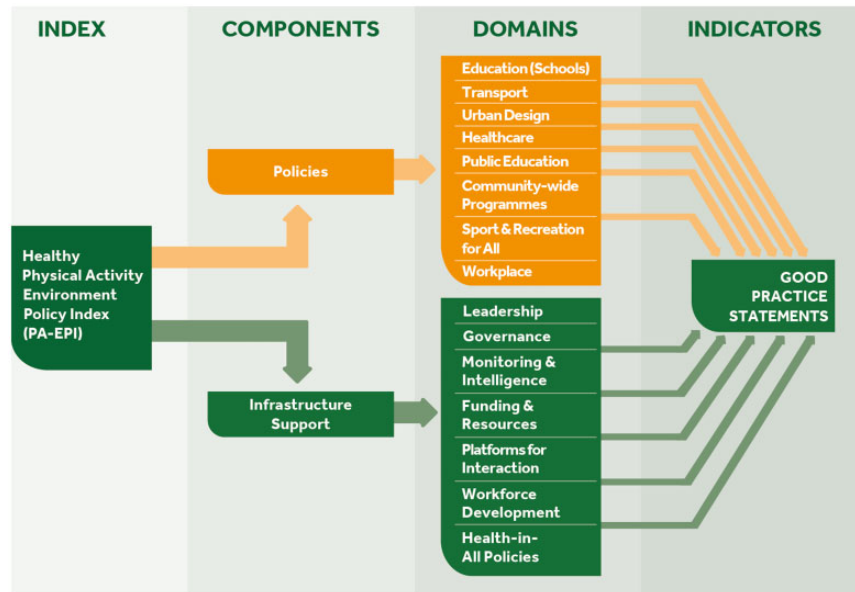 INDEX
COMPONENTS
DOMAINS
INDICATORS
Healthy
Physical Activity
Environment
Policy Index
(PA-EPI)
Policies
Infrastructure
Support
Education (Schools)
Transport
Urban Design
Healthcare
Public Education
Community-wide
Programmes
Sport & Recreation
for All
Workplace
Leadership
Governance
Monitoring &
Intelligence
Funding &
Resources
Platforms for
Interaction
Workforce
Development
Health-in-
All Policies
GOOD
PRACTICE
STATEMENTS